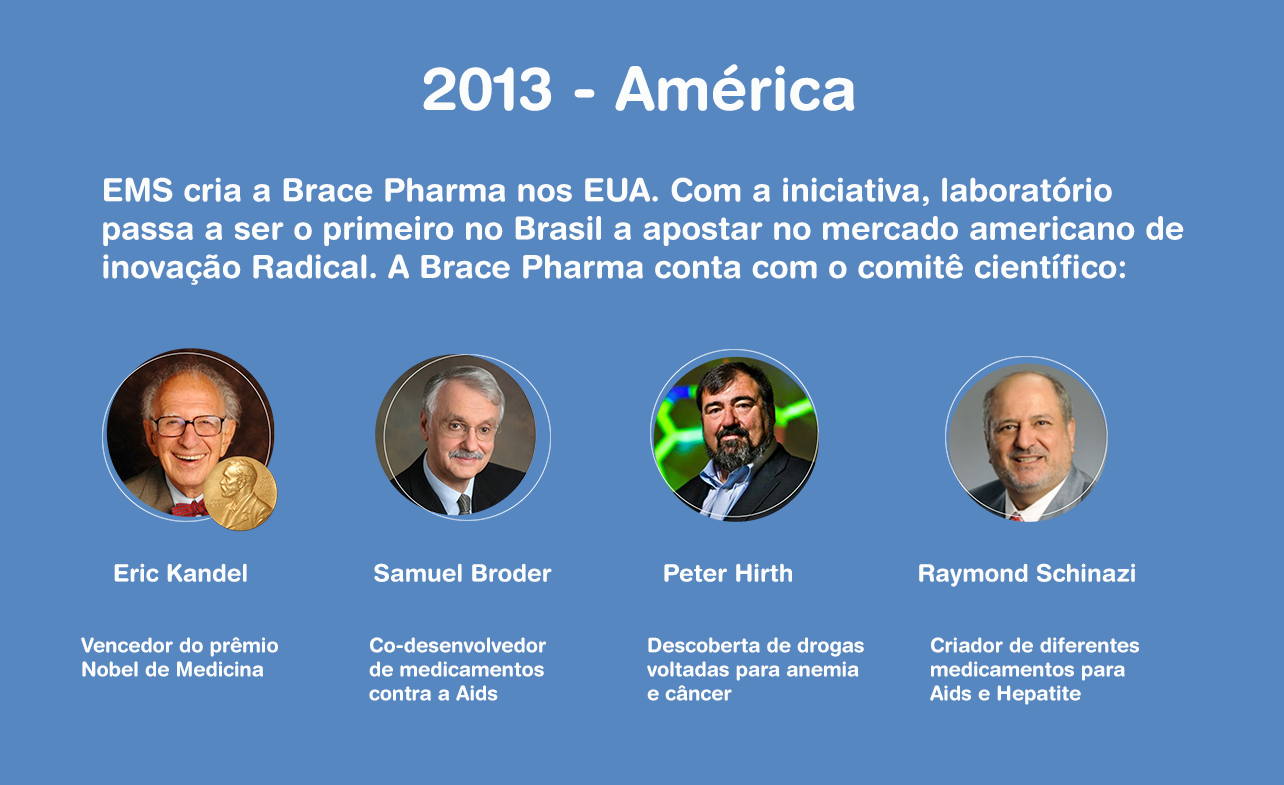 2013 - América
EMS cria a Brace Pharma nos EUA. Com a iniciativa, laboratório
passa a ser o primeiro no Brasil a apostar no mercado americano de
inovação Radical. A Brace Pharma conta com o comitê científico:
Eric Kandel
Samuel Broder
Peter Hirth
Raymond Schinazi
Vencedor do prêmio
Nobel de Medicina
Co-desenvolvedor
de medicamentos
contra a Aids
Descoberta de drogas
voltadas para anemia
e câncer
Criador de diferentes
medicamentos para
Aids e Hepatite